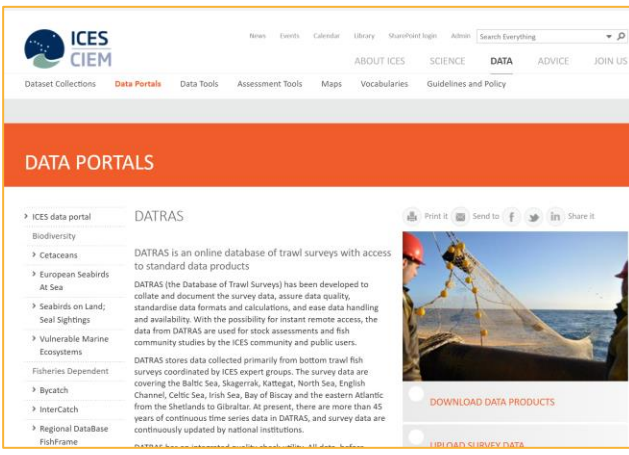 ICES
CIEM
News Events Calendar Library SharePoint login Admin Search Everything
ABOUT ICES SCIENCE DATA ADVICE JOIN US
Dataset Collections Data Portals Data Tools Assessment Tools Maps Vocabularies Guidelines and Policy
DATA PORTALS
ICES data portal
Biodiversity
Cetaceans
European Seabirds
At Sea
Seabirds on Land;
Seal Sightings
Vulnerable Marine
Ecosystems
Fisheries Dependent
Bycatch
InterCatch
Regional DataBase
FishFrame
DATRAS
DATRAS is an online database of trawl surveys with access
to standard data products
DATRAS (the Database of Trawl Surveys) has been developed to
collate and document the survey data, assure data quality,
standardise data formats and calculations, and ease data handling
and availability. With the possibility for instant remote access, the
data from DATRAS are used for stock assessments and fish
community studies by the ICES community and public users.
DATRAS stores data collected primarily from bottom trawl fish
surveys coordinated by ICES expert groups. The survey data are
covering the Baltic Sea, Skagerrak, Kattegat, North Sea, English
Channel, Celtic Sea, Irish Sea, Bay of Biscay and the eastern Atlantic
from the Shetlands to Gibraltar. At present, there are more than 45
years of continuous time series data in DATRAS, and survey data are
continuously updated by national institutions.
DATRAS has an integrated quality check utility. All data, before
Print it Send to f in Share it
DOWNLOAD DATA PRODUCTS
UPLOAD SURVEY DATA